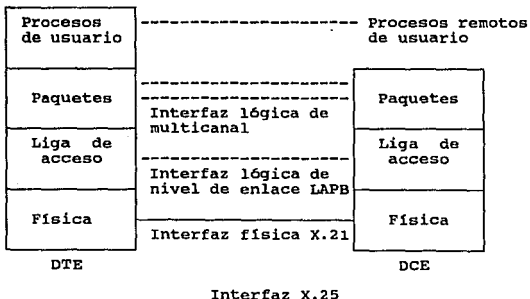 Procesos
de usuario
Procesos remotos
de usuario
Paquetes
Interfaz lógica de
multicanal
Paquetes
Liga de
acceso
Interfaz lógica de
nivel de enlace LAPB
Liga de
acceso
Física
Interfaz física X.21
Física
DTE
DCE
Interfaz X.25